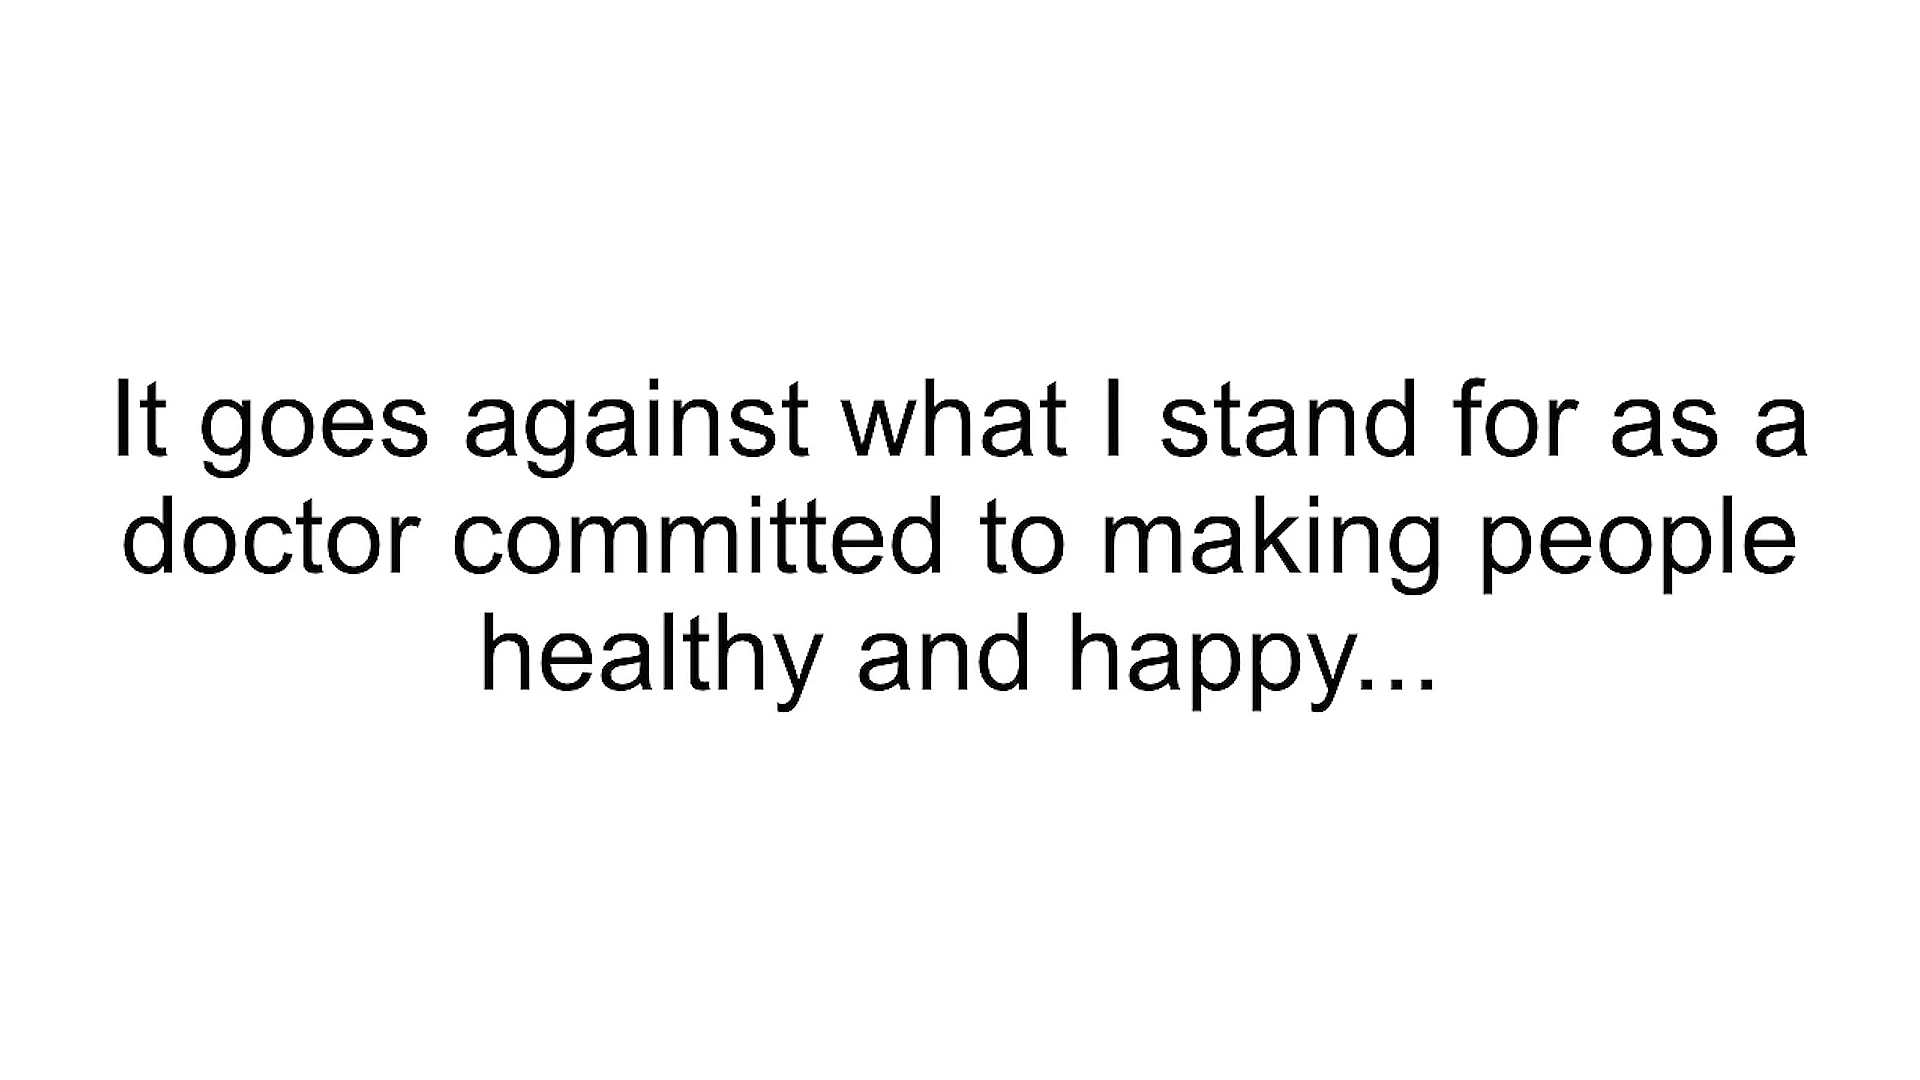 It goes against what I stand for as a
doctor committed to making people
healthy and happy...